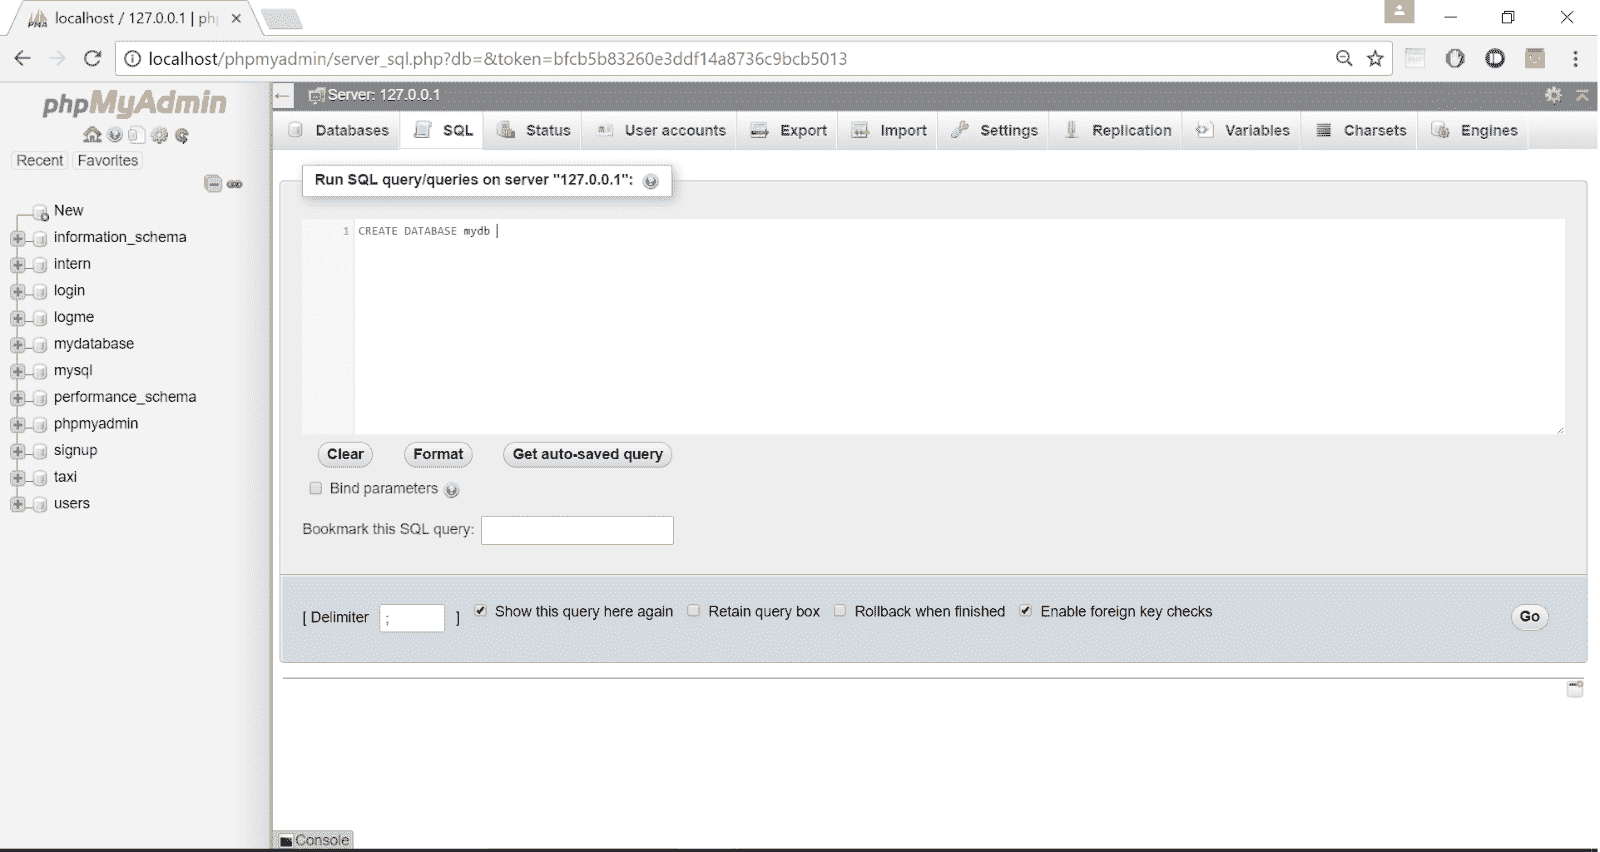 localhost / 127.0.0.1 | ph
localhost/phpmyadmin/server_sql.php?db=&token=bfcb5b83260e3ddf14a8736c9bcb5013
phpMyAdmin
Recent Favorites
New
information_schema
intern
login
logme
mydatabase
mysql
performance_schema
phpmyadmin
signup
taxi
users
Server: 127.0.0.1
Databases SQL Status User accounts Export Import Settings Replication Variables Charsets Engines
Run SQL query/queries on server "127.0.0.1":
1 CREATE DATABASE mydb
Clear Format Get auto-saved query
Bind parameters
Bookmark this SQL query:
[ Delimiter ; ] Show this query here again Retain query box Rollback when finished Enable foreign key checks Go
Console